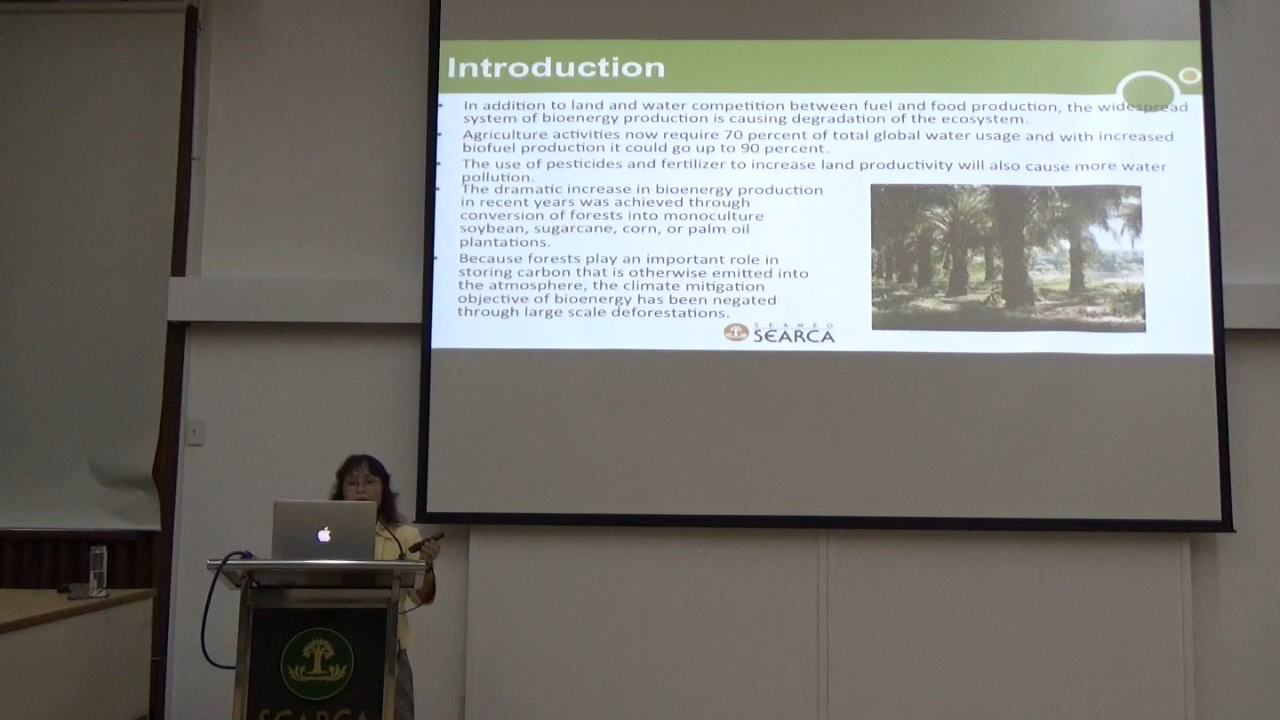 Introduction
• In addition to land and water competition between fuel and food production, the widespread
system of bioenergy production is causing degradation of the ecosystem.
• Agriculture activities now require 70 percent of total global water usage and with increased
biofuel production it could go up to 90 percent.
• The use of pesticides and fertilizer to increase land productivity will also cause more water
pollution.
• The dramatic increase in bioenergy production
in recent years was achieved through
conversion of forests into monoculture
soybean, sugarcane, corn, or palm oil
plantations.
• Because forests play an important role in
storing carbon that is otherwise emitted into
the atmosphere, the climate mitigation
objective of bioenergy has been negated
through large scale deforestations.
SEAMEO
SEARCA
SEARCA